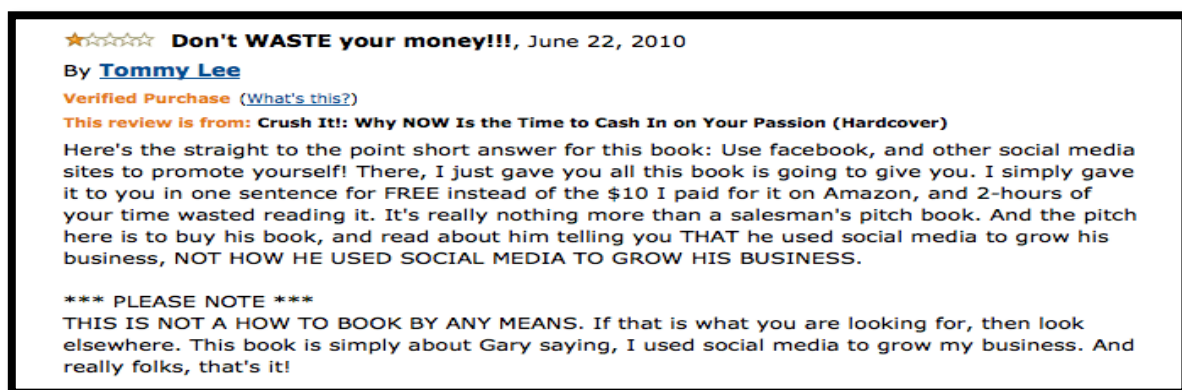 Don't WASTE your money!!!, June 22, 2010
By Tommy Lee
Verified Purchase (What's this?)
This review is from: Crush It!: Why NOW Is the Time to Cash In on Your Passion (Hardcover)
Here's the straight to the point short answer for this book: Use facebook, and other social media
sites to promote yourself! There, I just gave you all this book is going to give you. I simply gave
it to you in one sentence for FREE instead of the $10 I paid for it on Amazon, and 2-hours of
your time wasted reading it. It's really nothing more than a salesman's pitch book. And the pitch
here is to buy his book, and read about him telling you THAT he used social media to grow his
business, NOT HOW HE USED SOCIAL MEDIA TO GROW HIS BUSINESS.

*** PLEASE NOTE ***
THIS IS NOT A HOW TO BOOK BY ANY MEANS. If that is what you are looking for, then look
elsewhere. This book is simply about Gary saying, I used social media to grow my business. And
really folks, that's it!